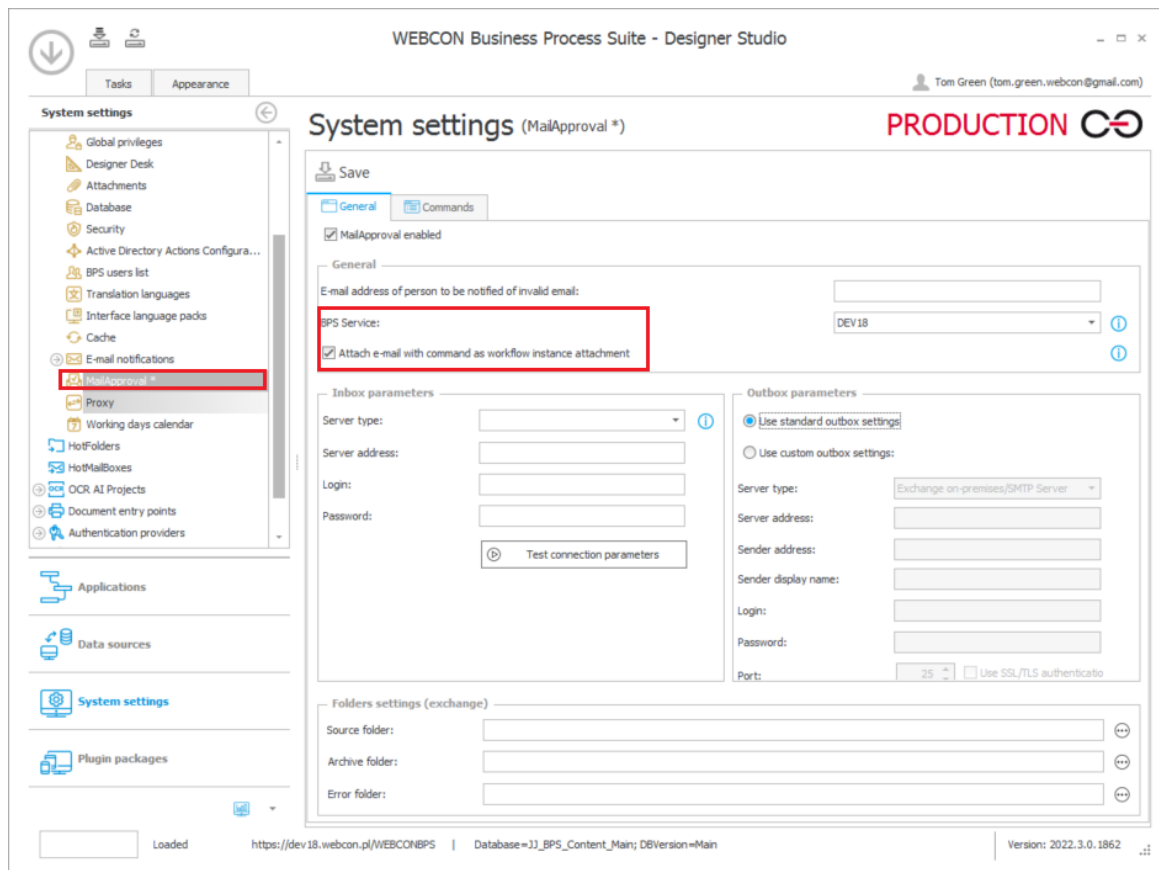 WEBCON Business Process Suite - Designer Studio
Tasks
Appearance
Tom Green (tom.green.webcon@gmail.com)
System settings
Global privileges
Designer Desk
Attachments
Database
Security
Active Directory Actions Configura...
BPS users list
Translation languages
Interface language packs
Cache
E-mail notifications
MailApproval *
Proxy
Working days calendar
HotFolders
HotMailBoxes
OCR AI Projects
Document entry points
Authentication providers
Applications
Data sources
System settings
Plugin packages
System settings (MailApproval *)
PRODUCTION
Save
General
Commands
MailApproval enabled
General
E-mail address of person to be notified of invalid email:
BPS Service:
DEV18
Attach e-mail with command as workflow instance attachment
Inbox parameters
Server type:
Server address:
Login:
Password:
Test connection parameters
Outbox parameters
Use standard outbox settings
Use custom outbox settings:
Server type:
Exchange on-premises/SMTP Server
Server address:
Sender address:
Sender display name:
Login:
Password:
Port:
25
Use SSL/TLS authenticatio
Folders settings (exchange)
Source folder:
Archive folder:
Error folder:
Loaded
https://dev18.webcon.pl/WEBCONBPS | Database=JJ_BPS_Content_Main; DBVersion=Main
Version: 2022.3.0.1862